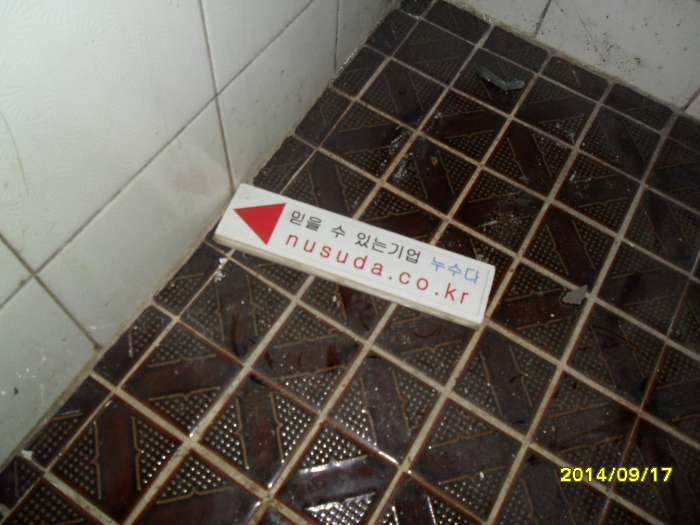 믿을 수 있는기업 누수다
nusuda.co.kr
2014/09/17